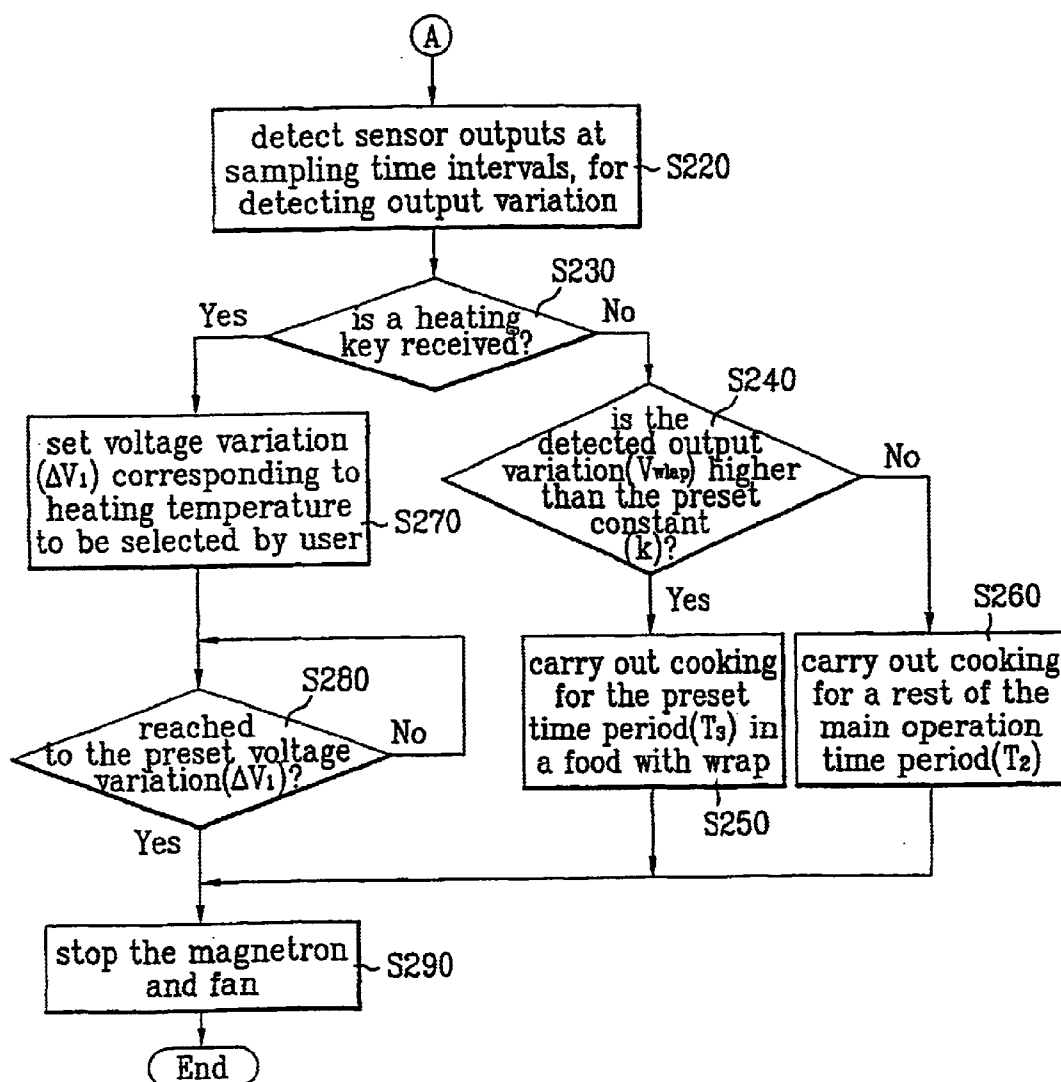 A
detect sensor outputs at
sampling time intervals, for
detecting output variation
S220
S230
Yes
is a heating
key received?
No
S240
is the
detected output
variation(Vwlap) higher
than the preset
constant
(k)?
No
set voltage variation
(ΔV1) corresponding to
heating temperature
to be selected by user
S270
Yes
S260
S280
reached
to the preset voltage
variation(ΔV1)?
No
carry out cooking
for the preset
time period(T3) in
a food with wrap
S250
carry out cooking
for a rest of the
main operation
time period(T2)
Yes
stop the magnetron
and fan
S290
End